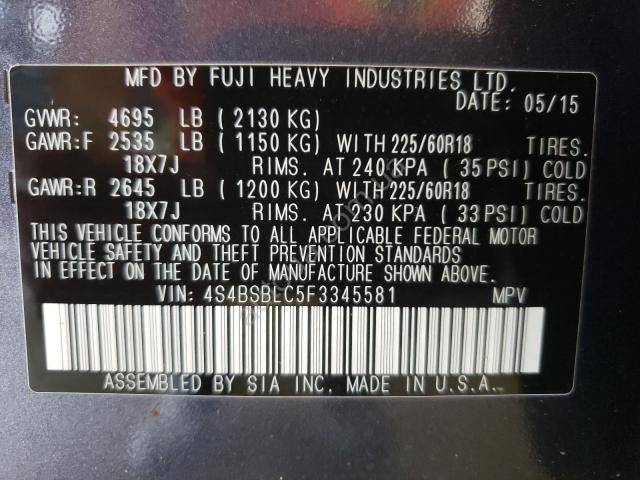 MFD BY FUJI HEAVY INDUSTRIES LTD.
DATE: 05/15
GVWR: 4695 LB (2130 KG)
GAWR:F 2535 LB (1150 KG) WITH 225/60R18 TIRES.
18X7J RIMS. AT 240 KPA (35 PSI) COLD
GAWR:R 2645 LB (1200 KG) WITH 225/60R18 TIRES.
18X7J RIMS. AT 230 KPA (33 PSI) COLD
THIS VEHICLE CONFORMS TO ALL APPLICABLE FEDERAL MOTOR
VEHICLE SAFETY AND THEFT PREVENTION STANDARDS
IN EFFECT ON THE DATE OF MANUFACTURE SHOWN ABOVE.
VIN: 4S4BSBLC5F3345581 MPV
ASSEMBLED BY SIA INC. MADE IN U.S.A.